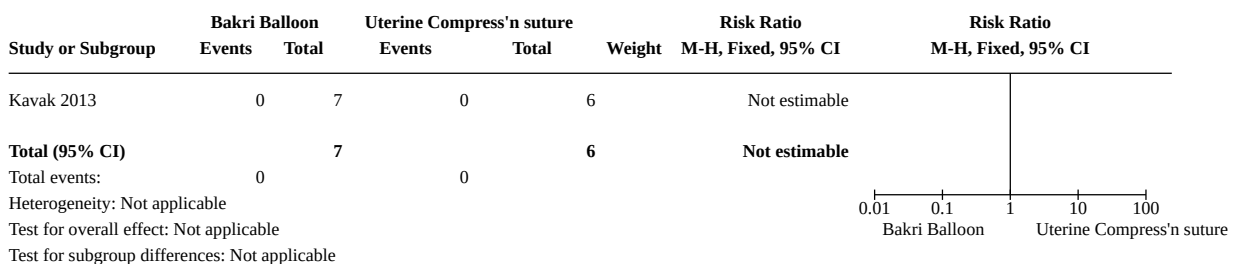 Bakri Balloon Uterine Compress'n suture Risk Ratio Risk Ratio
Study or Subgroup Events Total Events Total Weight M-H, Fixed, 95% CI M-H, Fixed, 95% CI
Kavak 2013 0 7 0 6 Not estimable
Total (95% CI) 7 6 Not estimable
Total events: 0 0
Heterogeneity: Not applicable
0.01 0.1 1 10 100
Test for overall effect: Not applicable Bakri Balloon Uterine Compress'n suture
Test for subgroup differences: Not applicable